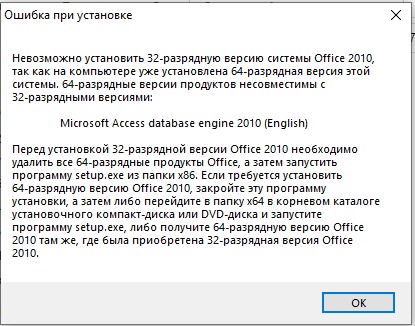 Ошибка при установке
Невозможно установить 32-разрядную версию системы Office 2010,
так как на компьютере уже установлена 64-разрядная версия этой
системы. 64-разрядные версии продуктов несовместимы с
32-разрядными версиями:
Microsoft Access database engine 2010 (English)
Перед установкой 32-разрядной версии Office 2010 необходимо
удалить все 64-разрядные продукты Office, а затем запустить
программу setup.exe из папки x86. Если требуется установить
64-разрядную версию Office 2010, закройте эту программу
установки, а затем либо перейдите в папку x64 в корневом каталоге
установочного компакт-диска или DVD-диска и запустите
программу setup.exe, либо получите 64-разрядную версию Office
2010 там же, где была приобретена 32-разрядная версия Office
2010.
ОК